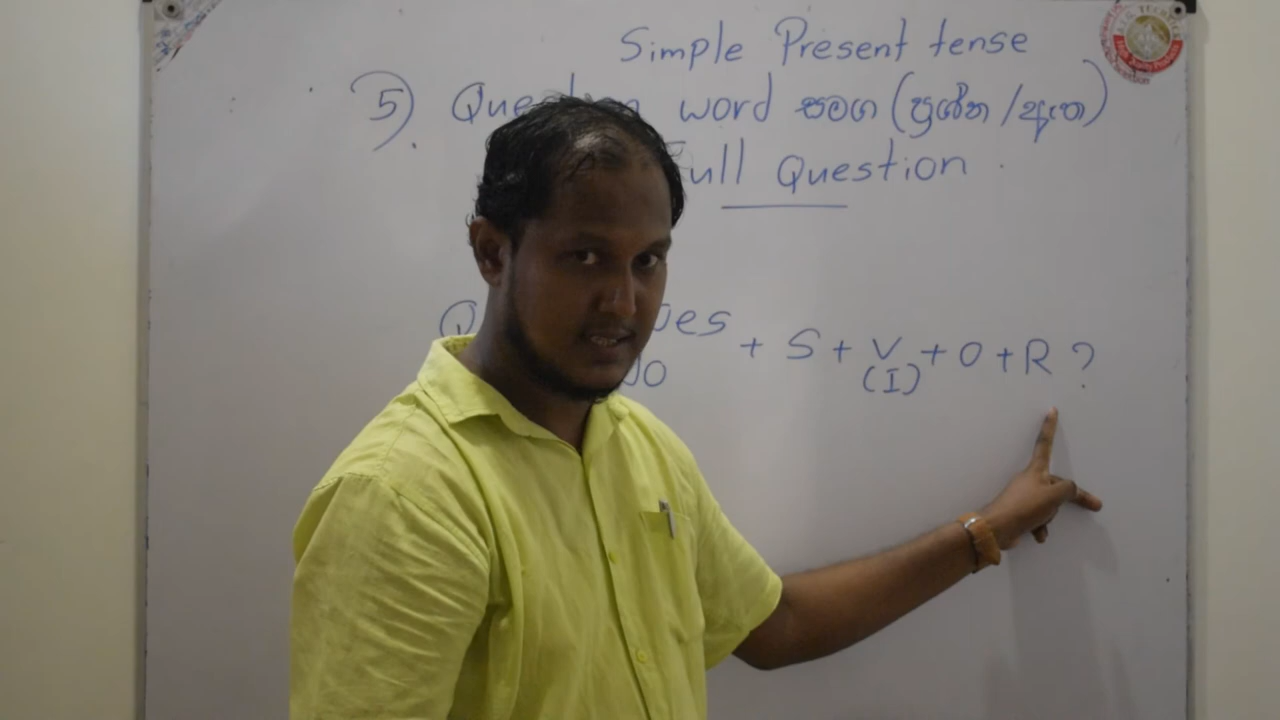 Simple Present tense
5). Question word සමග (ප්‍රශ්න / ඇත)
Full Question
+ S + V + O + R ?
(I)